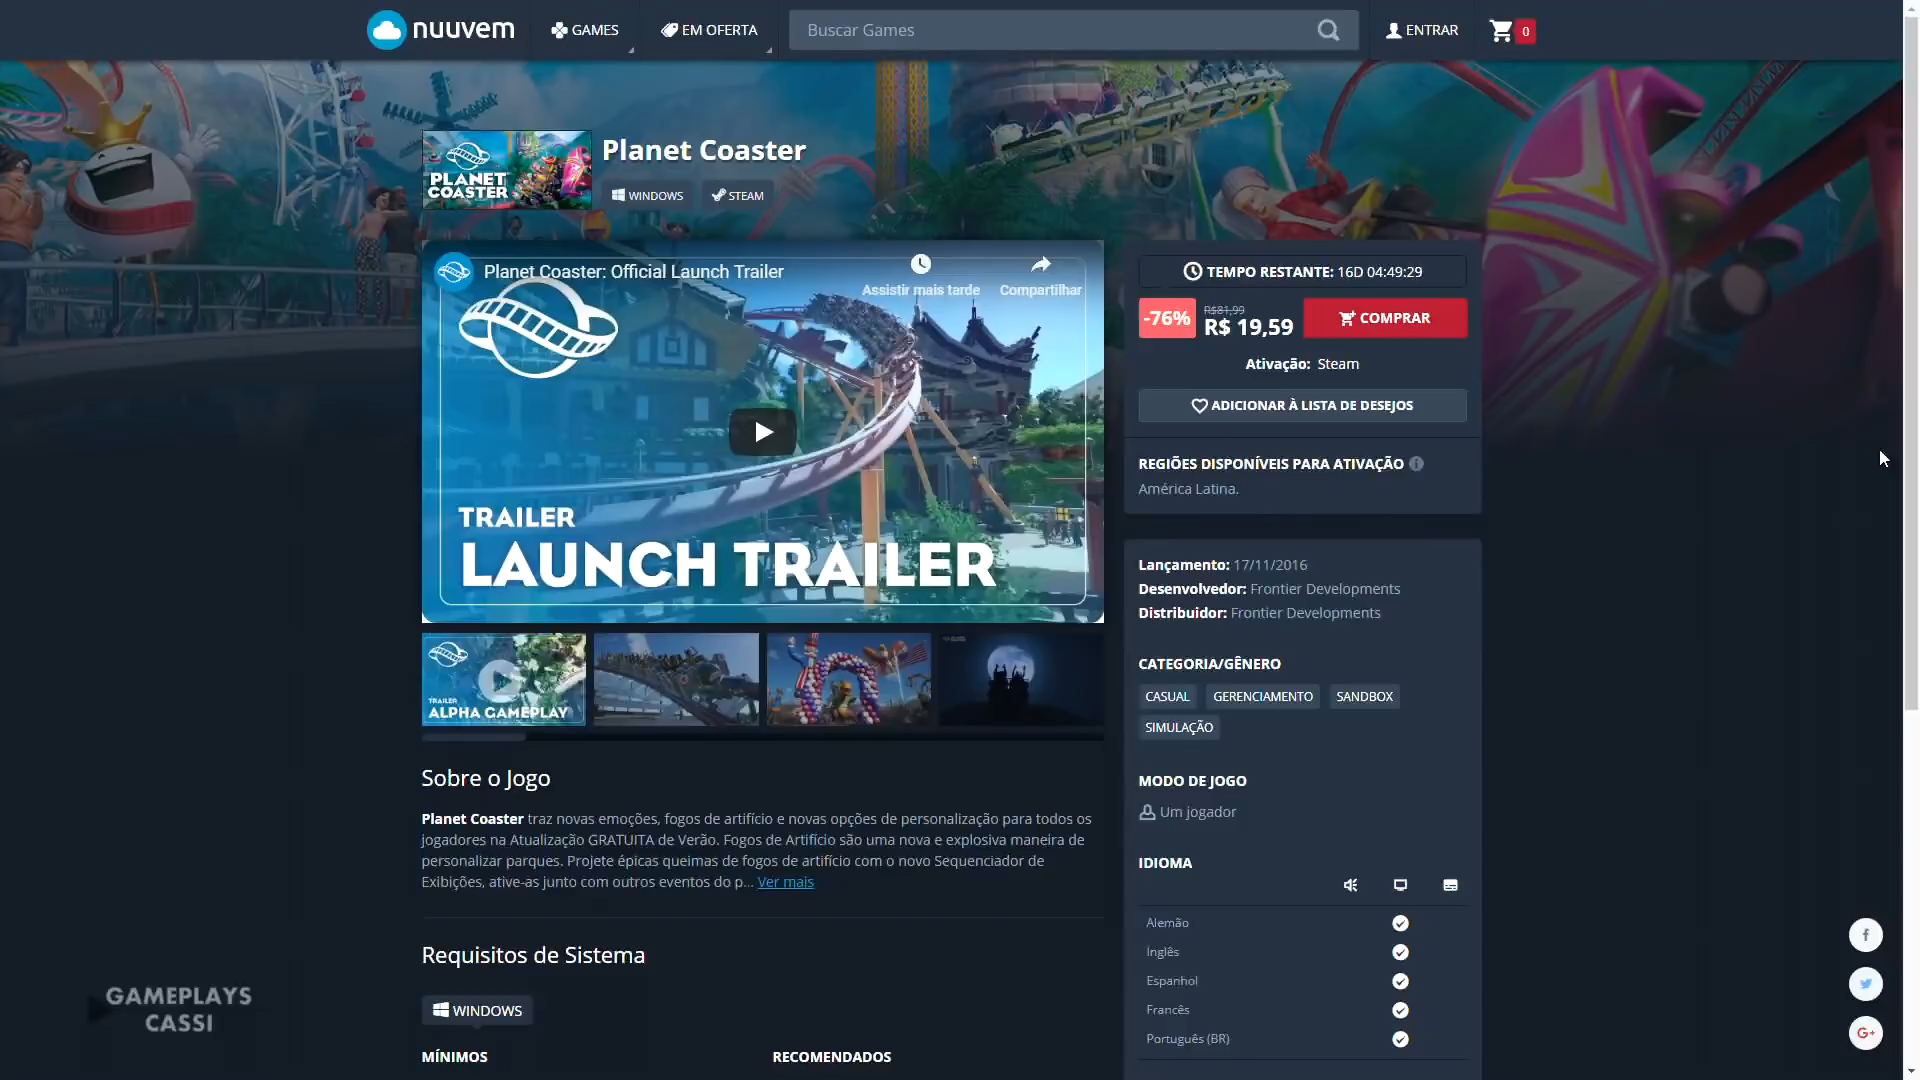 nuuvem
GAMES
EM OFERTA
Buscar Games
ENTRAR
0
PLANET
COASTER
Planet Coaster
WINDOWS
STEAM
Planet Coaster: Official Launch Trailer
Assistir mais tarde
Compartilhar
TRAILER
LAUNCH TRAILER
TRAILER
ALPHA GAMEPLAY
Sobre o Jogo
Planet Coaster traz novas emoções, fogos de artifício e novas opções de personalização para todos os
jogadores na Atualização GRATUITA de Verão. Fogos de Artifício são uma nova e explosiva maneira de
personalizar parques. Projete épicas queimas de fogos de artifício com o novo Sequenciador de
Exibições, ative-as junto com outros eventos do p... Ver mais
Requisitos de Sistema
WINDOWS
MÍNIMOS
RECOMENDADOS
TEMPO RESTANTE: 16D 04:49:29
-76%
R$81,99
R$ 19,59
COMPRAR
Ativação: Steam
ADICIONAR À LISTA DE DESEJOS
REGIÕES DISPONÍVEIS PARA ATIVAÇÃO
América Latina.
Lançamento: 17/11/2016
Desenvolvedor: Frontier Developments
Distribuidor: Frontier Developments
CATEGORIA/GÊNERO
CASUAL
GERENCIAMENTO
SANDBOX
SIMULAÇÃO
MODO DE JOGO
Um jogador
IDIOMA
Alemão
Inglês
Espanhol
Francês
Português (BR)
f
G+
GAMEPLAYS
CASSI